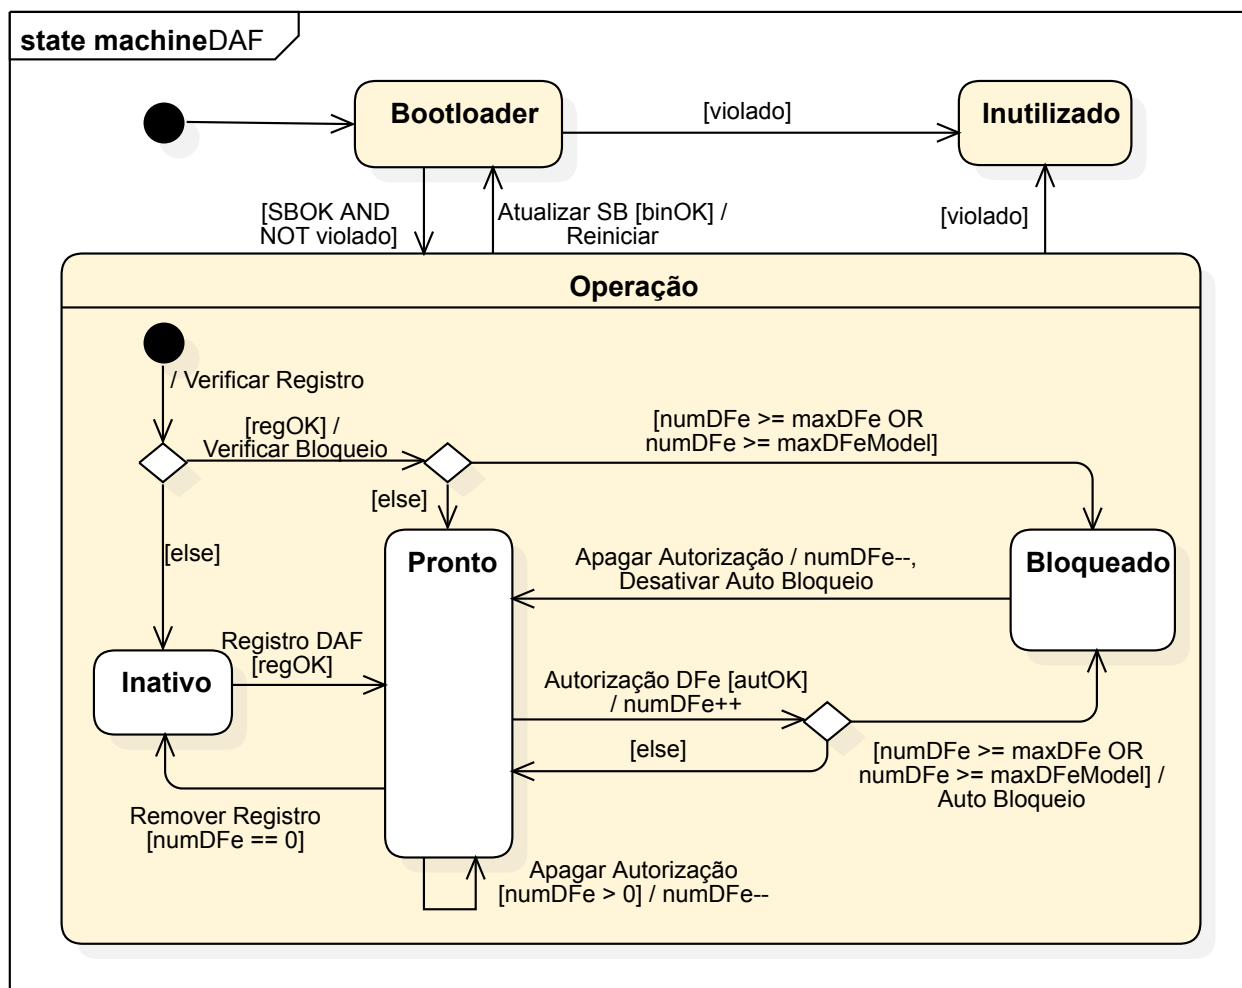 state machineDAF
Bootloader
[violado]
Inutilizado
[SBOK AND
NOT violado]
Atualizar SB [binOK] /
Reiniciar
[violado]
Operação
/ Verificar Registro
[regOK] /
Verificar Bloqueio
[numDFe >= maxDFe OR
numDFe >= maxDFeModel]
[else]
[else]
Pronto
Apagar Autorização / numDFe--,
Desativar Auto Bloqueio
Bloqueado
Registro DAF
[regOK]
Inativo
Autorização DFe [autOK]
/ numDFe++
[else]
[numDFe >= maxDFe OR
numDFe >= maxDFeModel] /
Auto Bloqueio
Remover Registro
[numDFe == 0]
Apagar Autorização
[numDFe > 0] / numDFe--